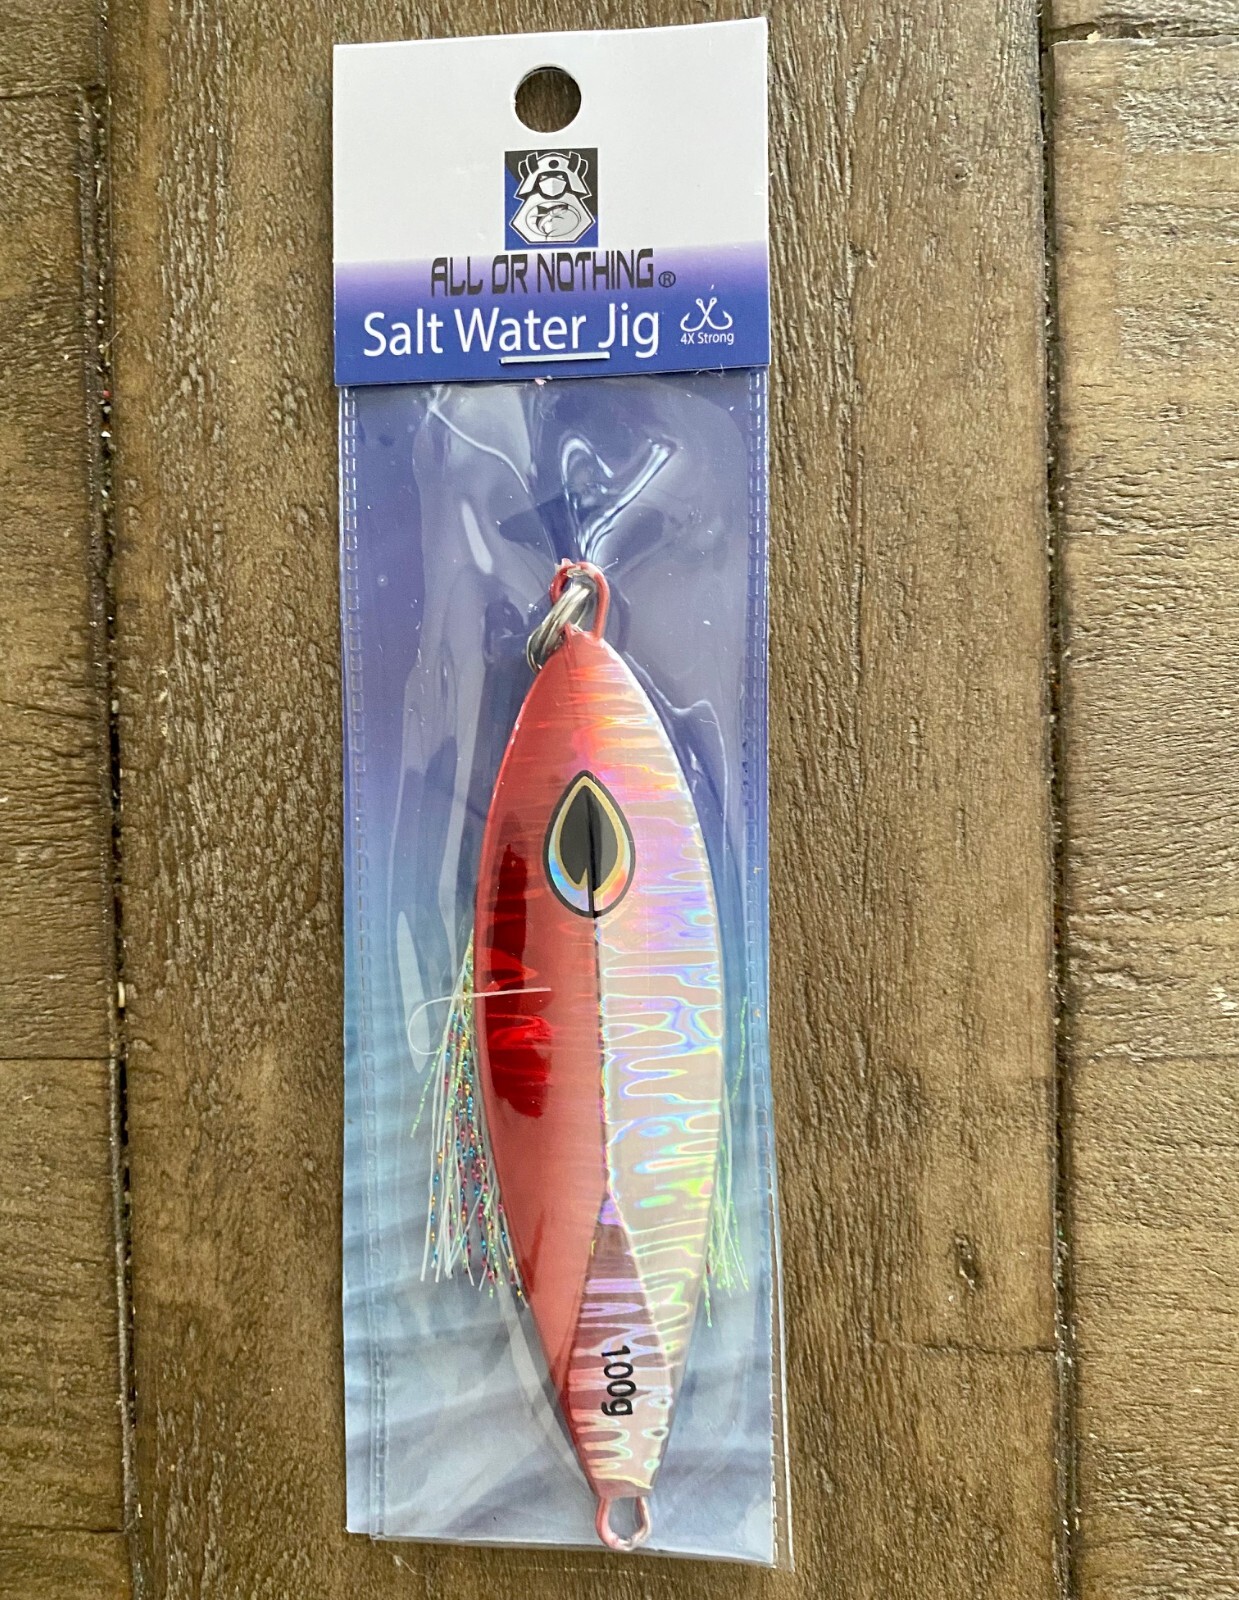 ALL OR NOTHING®
Salt Water Jig
4X Strong
100g